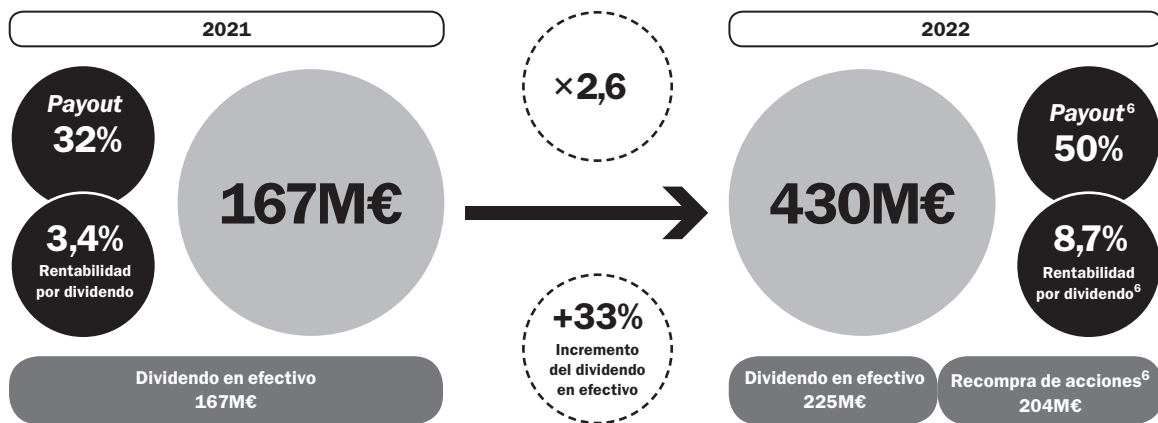 2021
Payout
32%
3,4%
Rentabilidad
por dividendo
167M€
Dividendo en efectivo
167M€
×2,6
+33%
Incremento
del dividendo
en efectivo
2022
430M€
Payout⁶
50%
8,7%
Rentabilidad
por dividendo⁶
Dividendo en efectivo
225M€
Recompra de acciones⁶
204M€